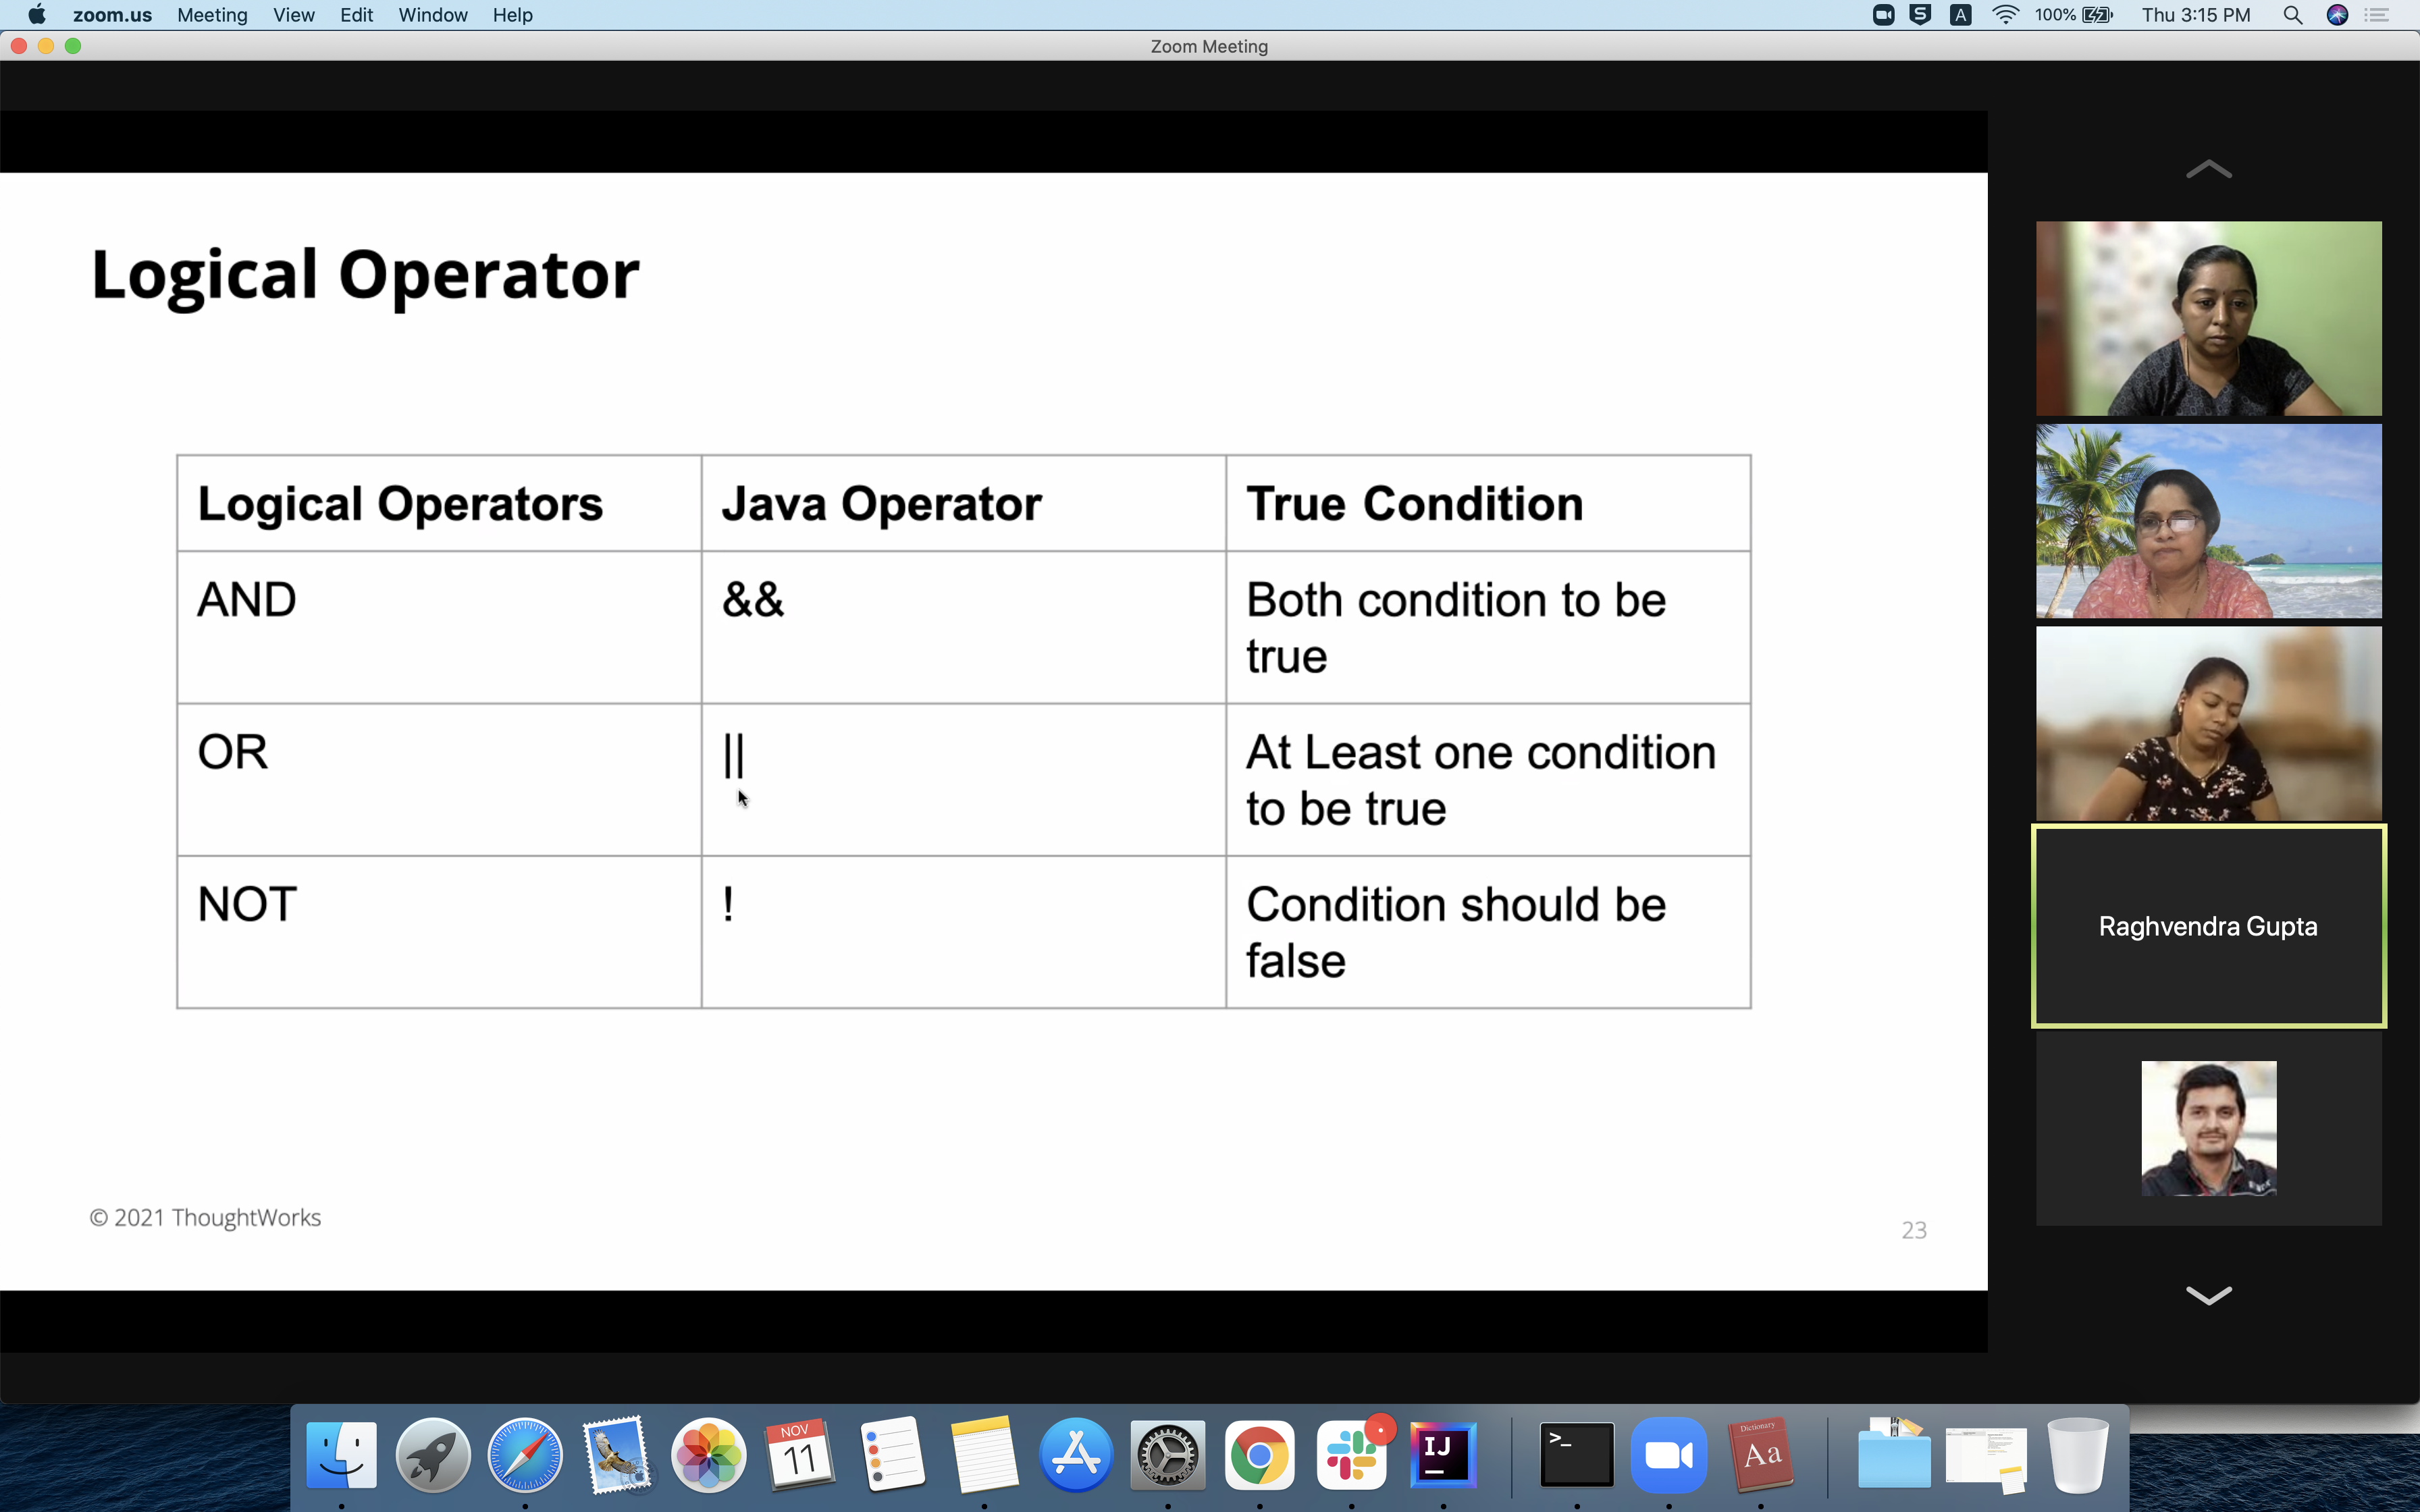 zoom.us Meeting View Edit Window Help
A 100% Thu 3:15 PM
Zoom Meeting
Logical Operator
Logical Operators Java Operator True Condition
AND && Both condition to be
true
OR || At Least one condition
to be true
NOT ! Condition should be
false
© 2021 ThoughtWorks
23
Raghvendra Gupta
NOV
11
IJ
>_
Dictionary
Aa